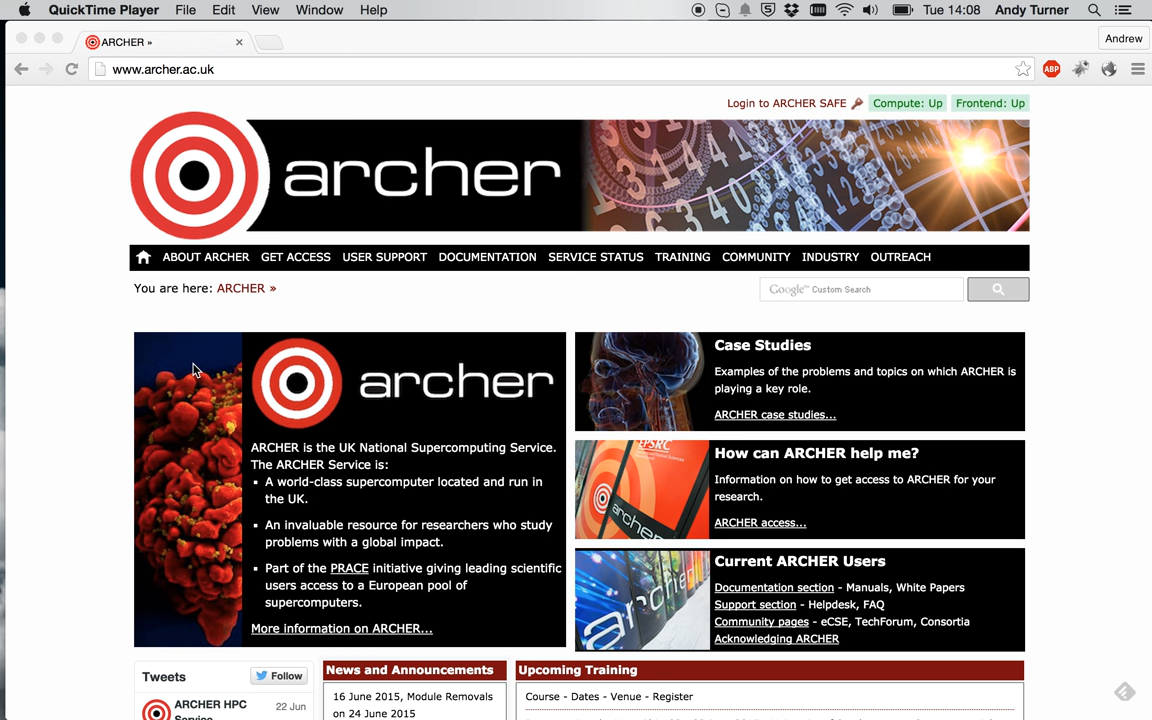 QuickTime Player File Edit View Window Help Tue 14:08 Andy Turner
ARCHER »
Andrew
www.archer.ac.uk
ABP
Login to ARCHER SAFE Compute: Up Frontend: Up
archer
ABOUT ARCHER GET ACCESS USER SUPPORT DOCUMENTATION SERVICE STATUS TRAINING COMMUNITY INDUSTRY OUTREACH
You are here: ARCHER »
Google™ Custom Search
archer
ARCHER is the UK National Supercomputing Service.
The ARCHER Service is:
A world-class supercomputer located and run in
the UK.
An invaluable resource for researchers who study
problems with a global impact.
Part of the PRACE initiative giving leading scientific
users access to a European pool of
supercomputers.
More information on ARCHER...
Case Studies
Examples of the problems and topics on which ARCHER is
playing a key role.
ARCHER case studies...
EPSRC
archer
How can ARCHER help me?
Information on how to get access to ARCHER for your
research.
ARCHER access...
archer
Current ARCHER Users
Documentation section - Manuals, White Papers
Support section - Helpdesk, FAQ
Community pages - eCSE, TechForum, Consortia
Acknowledging ARCHER
Tweets Follow
ARCHER HPC 22 Jun
Service
News and Announcements
16 June 2015, Module Removals
on 24 June 2015
Upcoming Training
Course - Dates - Venue - Register